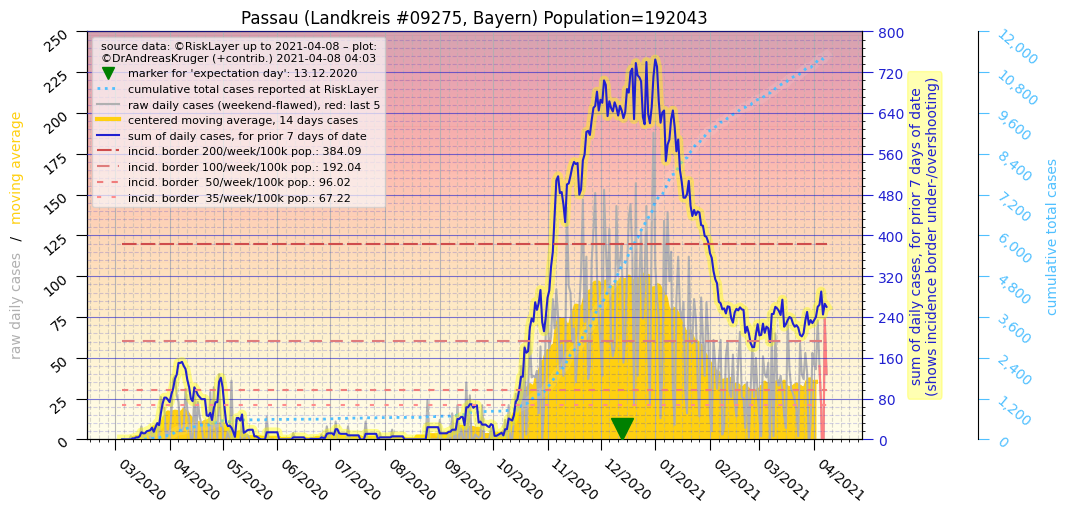 Passau (Landkreis #09275, Bayern) Population=192043
source data: ©RiskLayer up to 2021-04-08 – plot:
©DrAndreasKruger (+contrib.) 2021-04-08 04:03
marker for 'expectation day': 13.12.2020
cumulative total cases reported at RiskLayer
raw daily cases (weekend-flawed), red: last 5
centered moving average, 14 days cases
sum of daily cases, for prior 7 days of date
incid. border 200/week/100k pop.: 384.09
incid. border 100/week/100k pop.: 192.04
incid. border  50/week/100k pop.: 96.02
incid. border  35/week/100k pop.: 67.22
raw daily cases / moving average
250
225
200
175
150
125
100
75
50
25
0
03/2020
04/2020
05/2020
06/2020
07/2020
08/2020
09/2020
10/2020
11/2020
12/2020
01/2021
02/2021
03/2021
04/2021
800
720
640
560
480
400
320
240
160
80
0
sum of daily cases, for prior 7 days of date
(shows incidence border under-/overshooting)
12,000
10,800
9,600
8,400
7,200
6,000
4,800
3,600
2,400
1,200
0
cumulative total cases